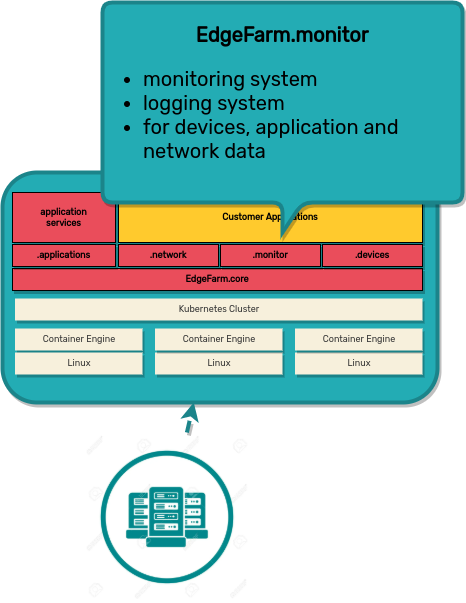 EdgeFarm.monitor
monitoring system
logging system
for devices, application and
network data
application
services
Customer Applications
.applications
.network
.monitor
.devices
EdgeFarm.core
Kubernetes Cluster
Container Engine
Container Engine
Container Engine
Linux
Linux
Linux